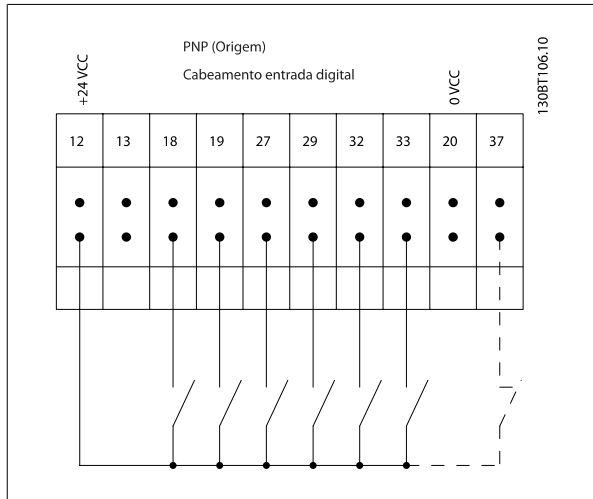 PNP (Origem)
Cabeamento entrada digital
+24 VCC
0 VCC
130BT106.10
12 13 18 19 27 29 32 33 20 37